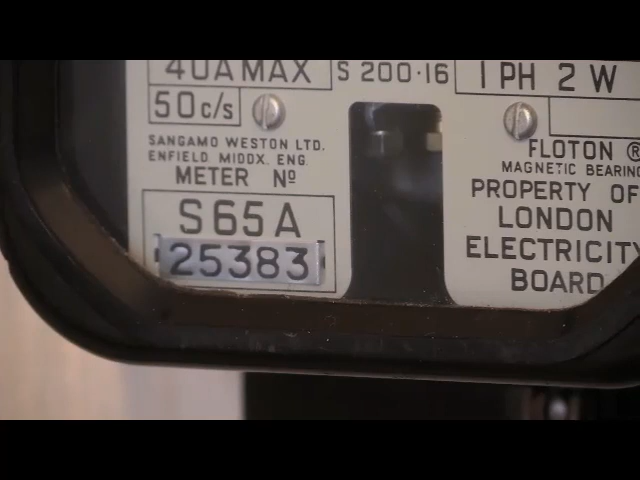 40A MAX
S 200·16
1 PH 2 W
50 c/s
SANGAMO WESTON LTD.
ENFIELD. MIDDX. ENG.
METER Nº
S65A
25383
FLOTON ®
MAGNETIC BEARING
PROPERTY OF
LONDON
ELECTRICITY
BOARD